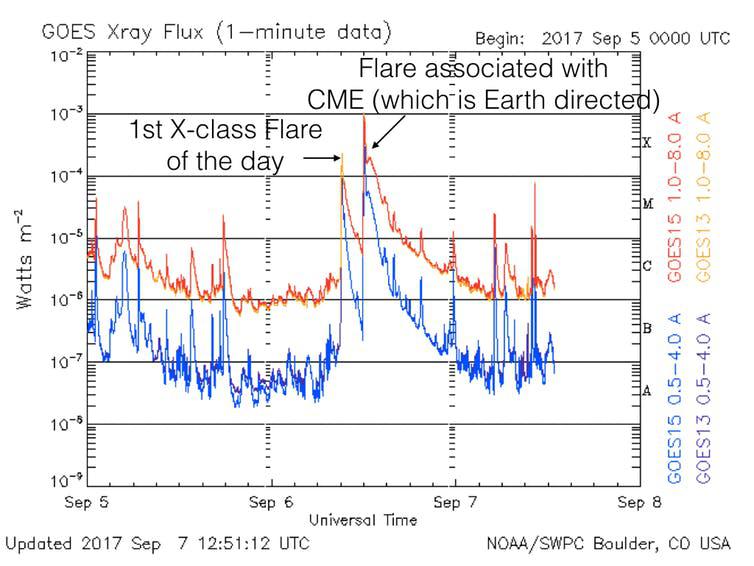 GOES Xray Flux (1-minute data)
Begin: 2017 Sep 5 0000 UTC
Flare associated with
CME (which is Earth directed)
1st X-class Flare
of the day
10-2
10-3
10-4
10-5
10-6
10-7
10-8
10-9
Watts m-2
X
M
C
B
A
GOES15 1.0-8.0 A
GOES13 1.0-8.0 A
GOES15 0.5-4.0 A
GOES13 0.5-4.0 A
Sep 5
Sep 6
Sep 7
Sep 8
Universal Time
Updated 2017 Sep 7 12:51:12 UTC
NOAA/SWPC Boulder, CO USA